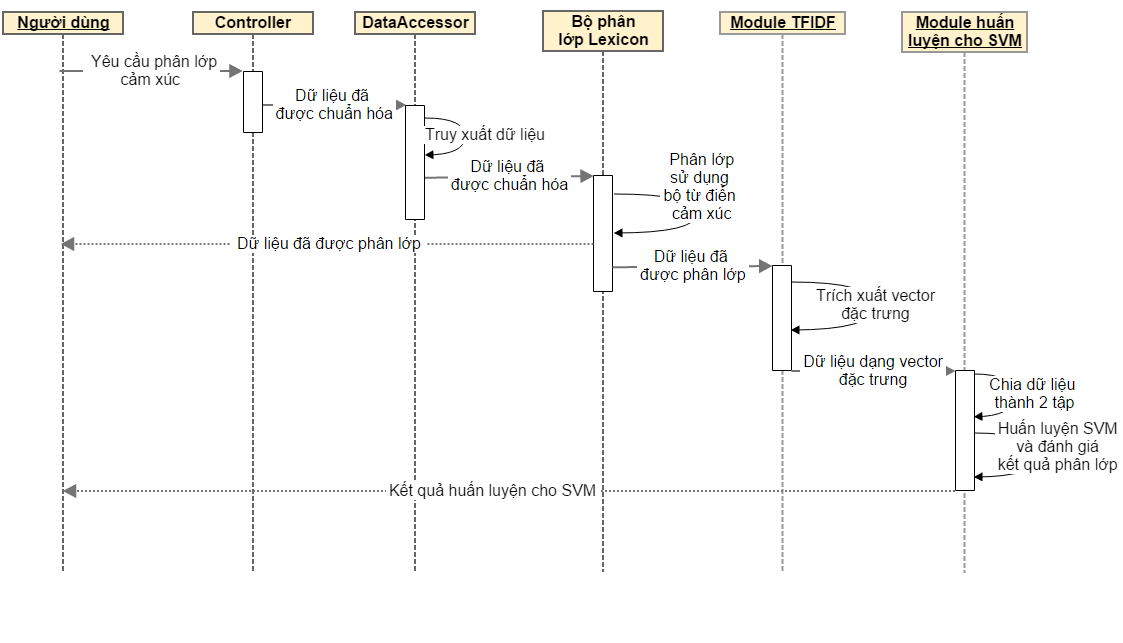 Người dùng
Controller
DataAccessor
Bộ phân
lớp Lexicon
Module TFIDF
Module huấn
luyện cho SVM
Yêu cầu phân lớp
cảm xúc
Dữ liệu đã
được chuẩn hóa
Truy xuất dữ liệu
Dữ liệu đã
được chuẩn hóa
Phân lớp
sử dụng
bộ từ điển
cảm xúc
Dữ liệu đã được phân lớp
Dữ liệu đã
được phân lớp
Trích xuất vector
đặc trưng
Dữ liệu dạng vector
đặc trưng
Chia dữ liệu
thành 2 tập
Huấn luyện SVM
và đánh giá
kết quả phân lớp
Kết quả huấn luyện cho SVM